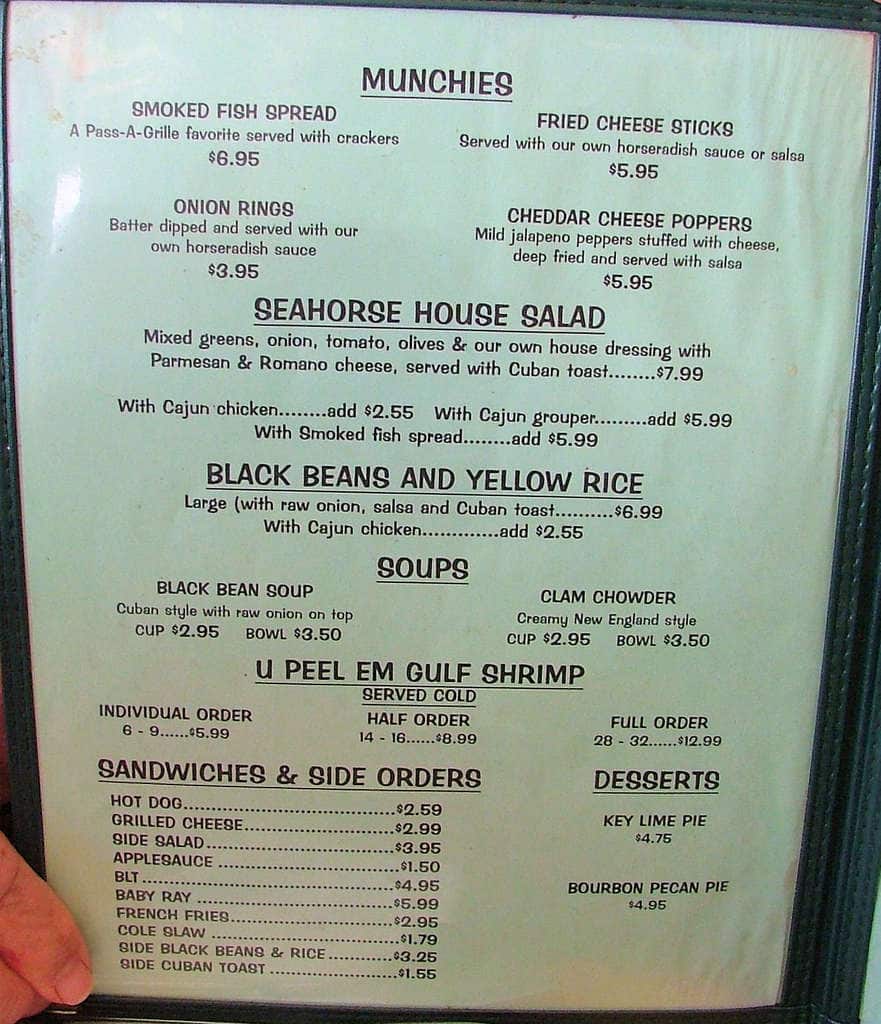 MUNCHIES
SMOKED FISH SPREAD
A Pass-A-Grille favorite served with crackers
$6.95
FRIED CHEESE STICKS
Served with our own horseradish sauce or salsa
$5.95
ONION RINGS
Batter dipped and served with our
own horseradish sauce
$3.95
CHEDDAR CHEESE POPPERS
Mild jalapeno peppers stuffed with cheese,
deep fried and served with salsa
$5.95
SEAHORSE HOUSE SALAD
Mixed greens, onion, tomato, olives & our own house dressing with
Parmesan & Romano cheese, served with Cuban toast........$7.99
With Cajun chicken........add $2.55 With Cajun grouper.........add $5.99
With Smoked fish spread........add $5.99
BLACK BEANS AND YELLOW RICE
Large (with raw onion, salsa and Cuban toast..........$6.99
With Cajun chicken.............add $2.55
SOUPS
BLACK BEAN SOUP
Cuban style with raw onion on top
CUP $2.95 BOWL $3.50
CLAM CHOWDER
Creamy New England style
CUP $2.95 BOWL $3.50
U PEEL EM GULF SHRIMP
SERVED COLD
INDIVIDUAL ORDER
6 - 9......$5.99
HALF ORDER
14 - 16......$8.99
FULL ORDER
28 - 32......$12.99
SANDWICHES & SIDE ORDERS
HOT DOG......................................$2.59
GRILLED CHEESE...........................$2.99
SIDE SALAD..................................$3.95
APPLESAUCE ................................$1.50
BLT.............................................$4.95
BABY RAY ...................................$5.99
FRENCH FRIES.............................$2.95
COLE SLAW .................................$1.79
SIDE BLACK BEANS & RICE............$3.25
SIDE CUBAN TOAST .......................$1.55
DESSERTS
KEY LIME PIE
$4.75
BOURBON PECAN PIE
$4.95